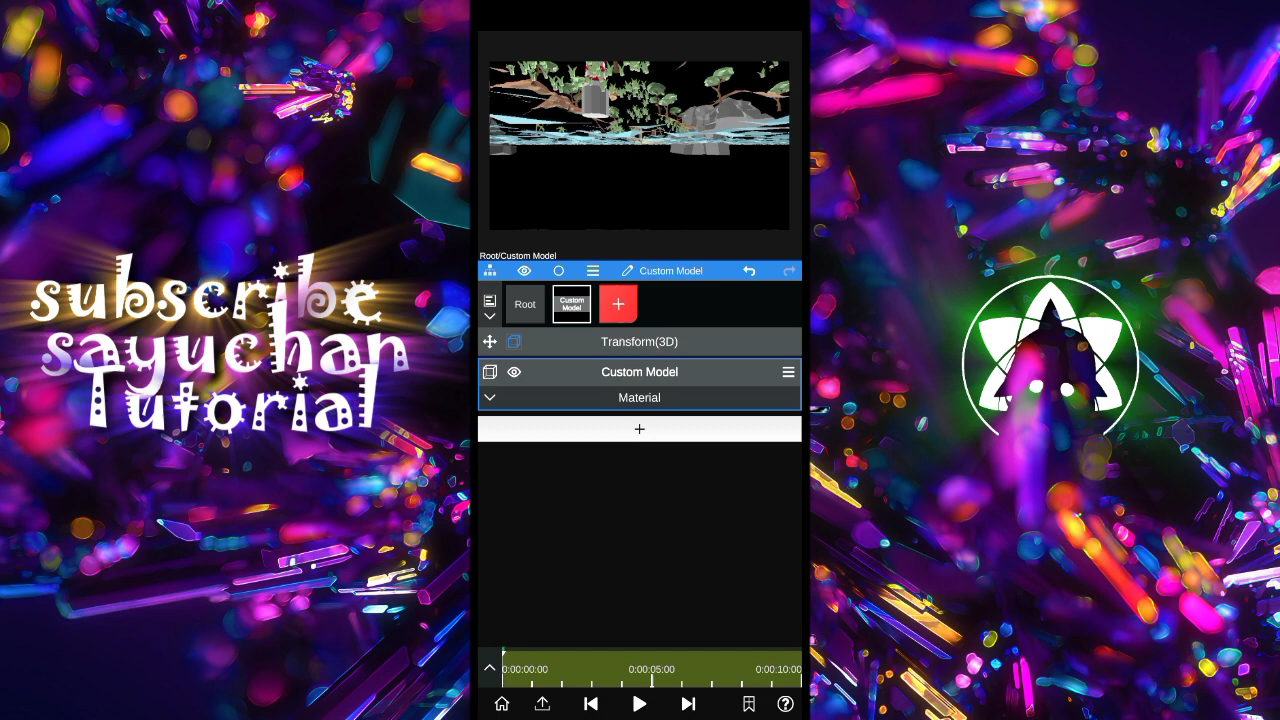 subscribe
sayuchan
Tutorial
Root/Custom Model
Custom Model
Root
Custom
Model
+
Transform(3D)
Custom Model
Material
+
0:00:00:00
0:00:05:00
0:00:10:00
?